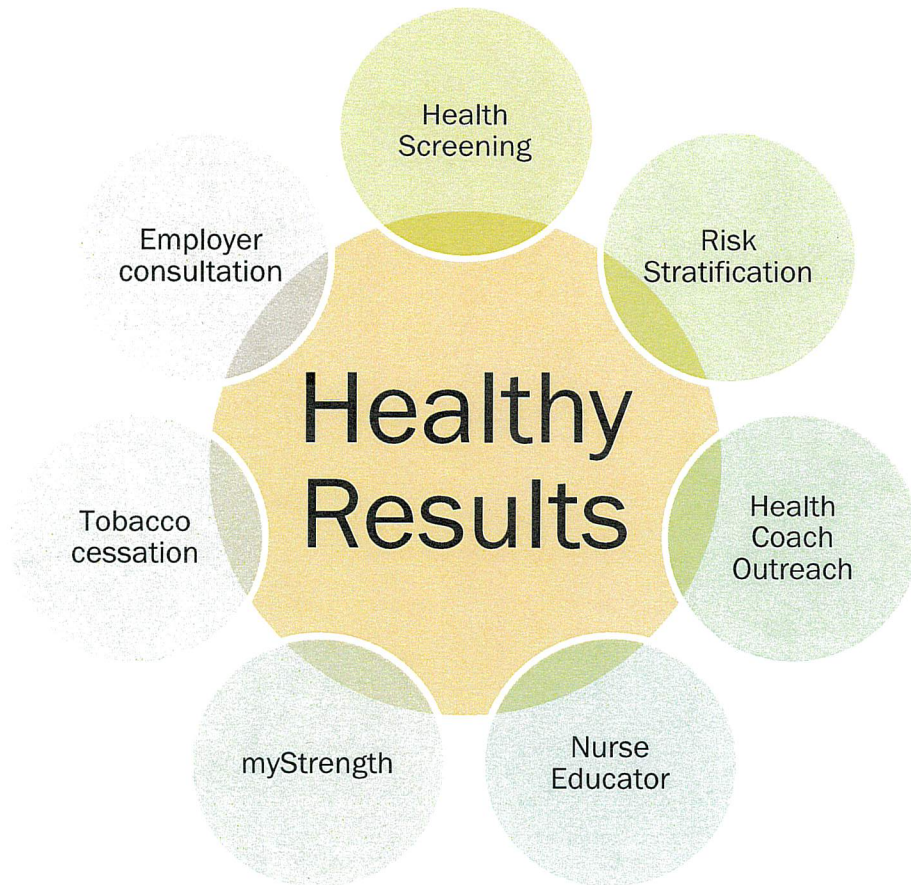 Health
Screening
Risk
Stratification
Health
Coach
Outreach
Nurse
Educator
myStrength
Tobacco
cessation
Employer
consultation
Healthy
Results